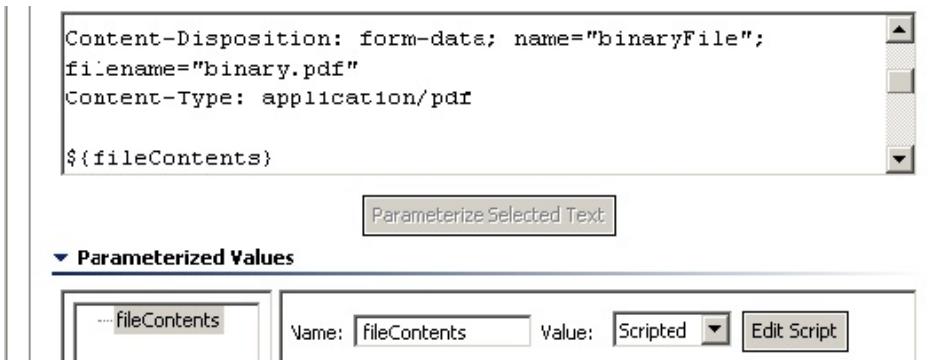 Content-Disposition: form-data; name="binaryFile";
filename="binary.pdf"
Content-Type: application/pdf
${fileContents}
Parameterize Selected Text
Parameterized Values
fileContents
Name: fileContents Value: Scripted Edit Script